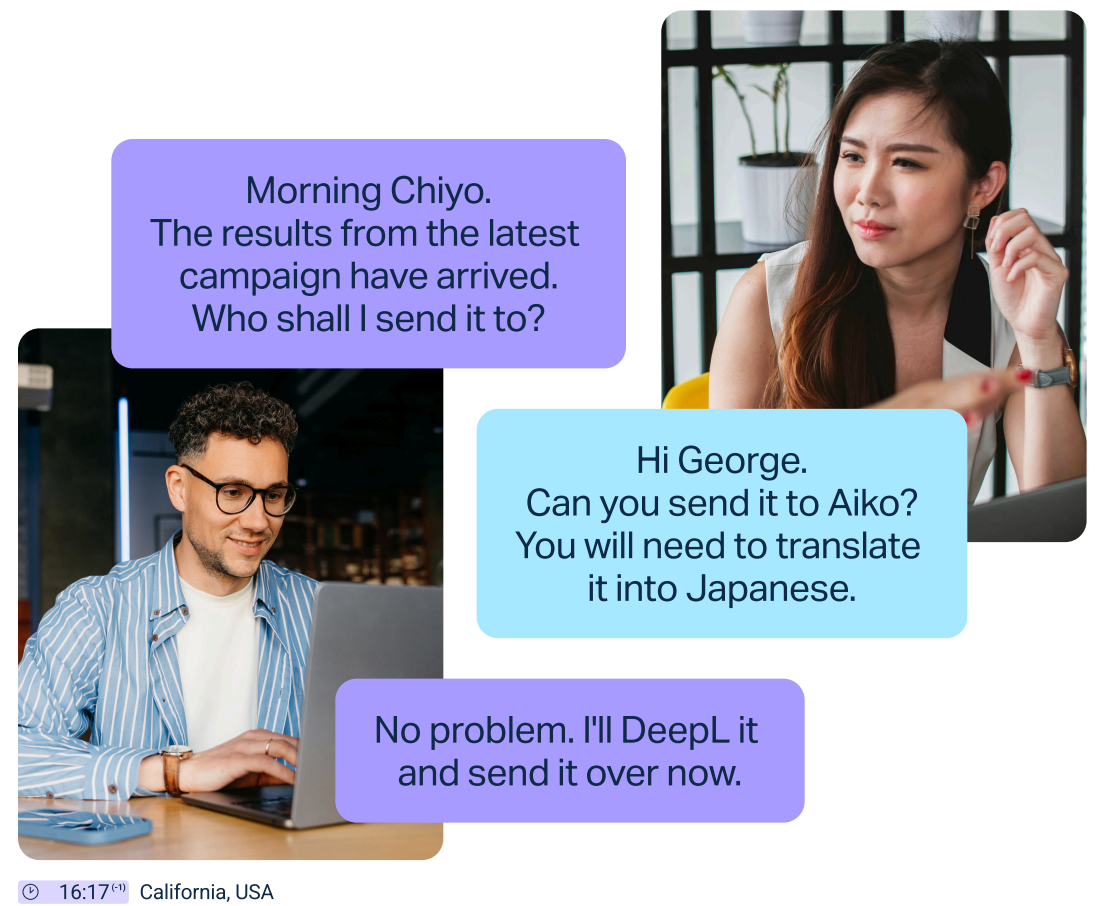 Morning Chiyo.
The results from the latest
campaign have arrived.
Who shall I send it to?
Hi George.
Can you send it to Aiko?
You will need to translate
it into Japanese.
No problem. I'll DeepL it
and send it over now.
16:17(-1) California, USA